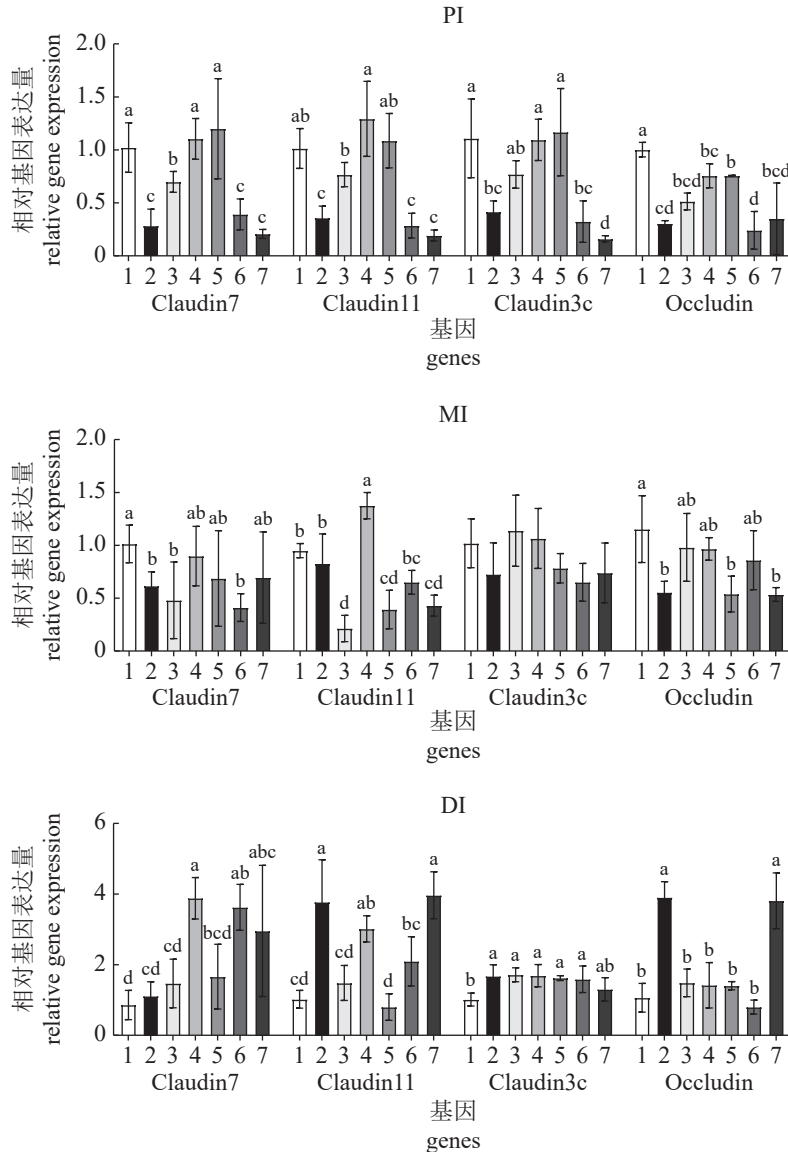 PI
相对基因表达量
relative gene expression
2.0
1.5
1.0
0.5
0
a c b a a c c
ab c b a ab c c
a bc ab a a bc d
a cd bcd bc b d bcd
1 2 3 4 5 6 7 1 2 3 4 5 6 7 1 2 3 4 5 6 7 1 2 3 4 5 6 7
Claudin7 Claudin11 Claudin3c Occludin
基因
genes
MI
相对基因表达量
relative gene expression
2.0
1.5
1.0
0.5
0
a b b ab ab b ab
b b d a cd bc cd
a b ab ab b ab b
1 2 3 4 5 6 7 1 2 3 4 5 6 7 1 2 3 4 5 6 7 1 2 3 4 5 6 7
Claudin7 Claudin11 Claudin3c Occludin
基因
genes
DI
相对基因表达量
relative gene expression
6
4
2
0
d cd cd a bcd ab abc
cd a cd ab d bc a
b a a a a a ab
b a b b b b a
1 2 3 4 5 6 7 1 2 3 4 5 6 7 1 2 3 4 5 6 7 1 2 3 4 5 6 7
Claudin7 Claudin11 Claudin3c Occludin
基因
genes